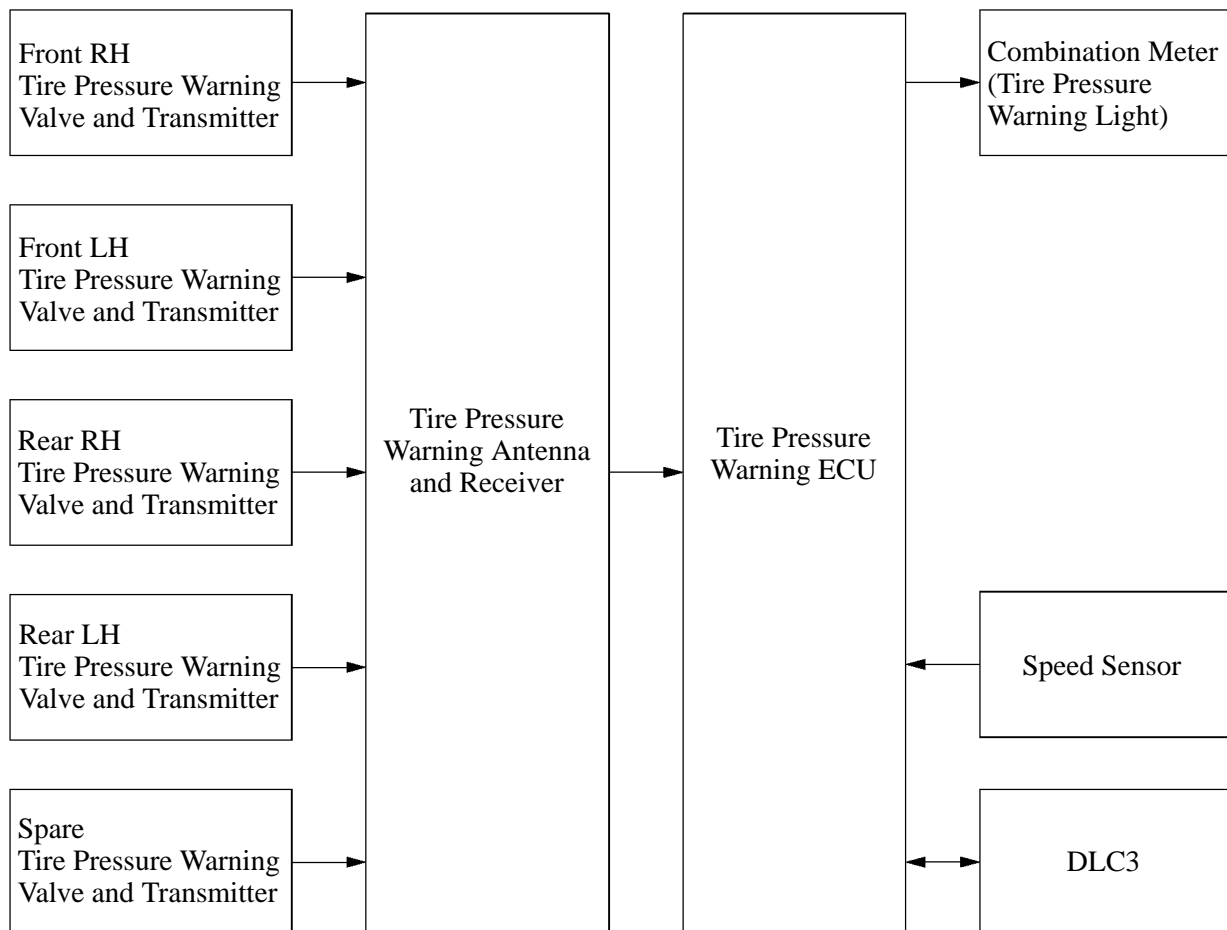 Front RH
Tire Pressure Warning
Valve and Transmitter
Front LH
Tire Pressure Warning
Valve and Transmitter
Rear RH
Tire Pressure Warning
Valve and Transmitter
Rear LH
Tire Pressure Warning
Valve and Transmitter
Spare
Tire Pressure Warning
Valve and Transmitter
Tire Pressure
Warning Antenna
and Receiver
Tire Pressure
Warning ECU
Combination Meter
(Tire Pressure
Warning Light)
Speed Sensor
DLC3